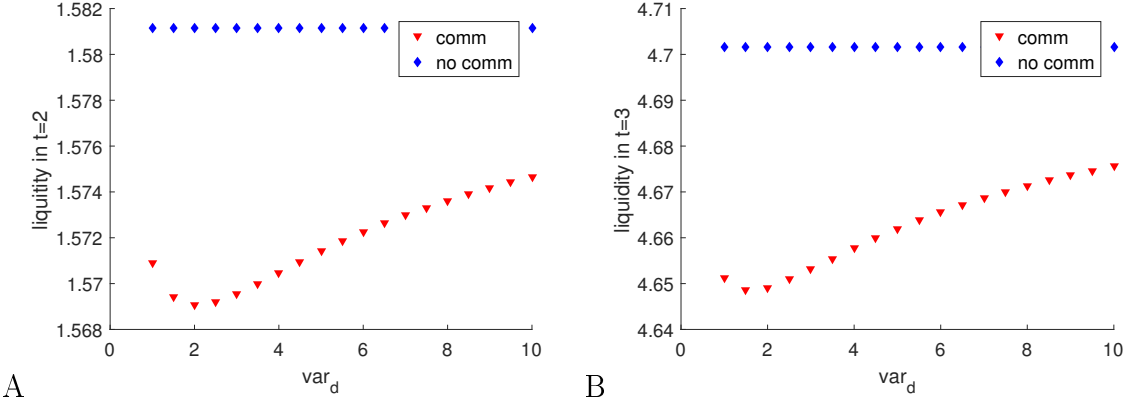 1.582
1.58
1.578
1.576
1.574
1.572
1.57
1.568
liquitity in t=2
0
2
4
6
8
10
var_d
comm
no comm
A
4.71
4.7
4.69
4.68
4.67
4.66
4.65
4.64
liquidity in t=3
0
2
4
6
8
10
var_d
comm
no comm
B